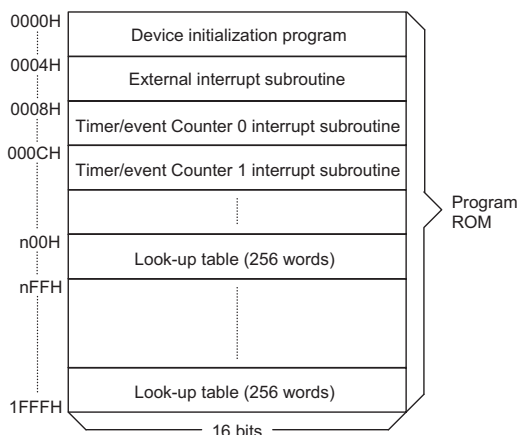 0000H
Device initialization program
0004H
External interrupt subroutine
0008H
Timer/event Counter 0 interrupt subroutine
000CH
Timer/event Counter 1 interrupt subroutine
Program
ROM
n00H
Look-up table (256 words)
nFFH
Look-up table (256 words)
1FFFH
16 bits